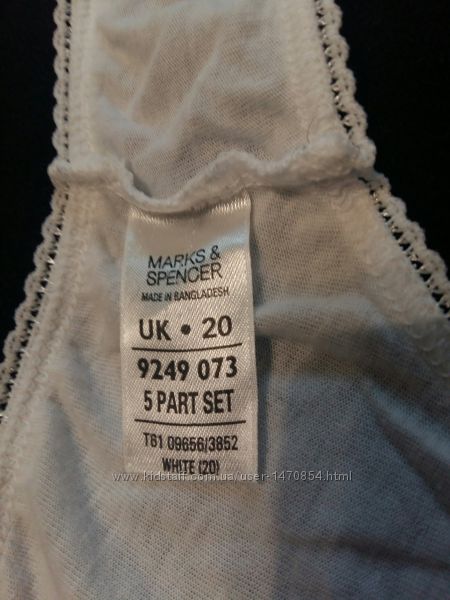 MARKS &
SPENCER
MADE IN BANGLADESH
UK • 20
9249 073
5 PART SET
T81 09656/3852
WHITE (20)
www.kidstaff.com.ua/user-1470854.html